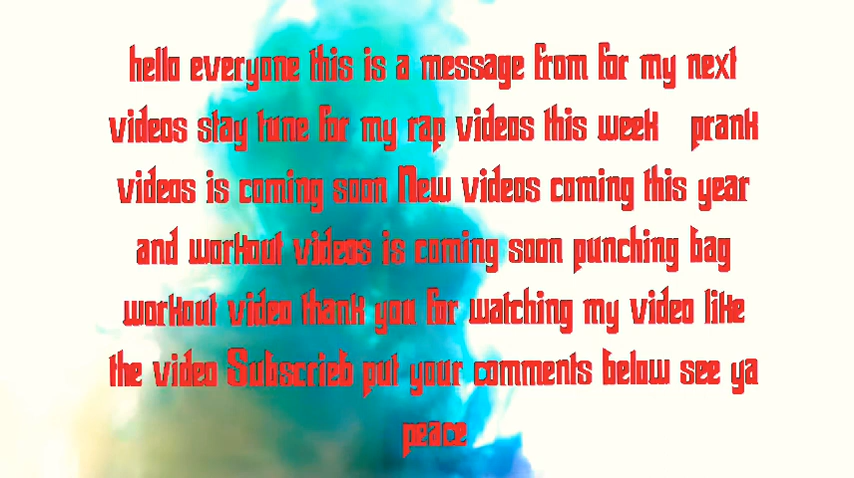 hello everyone this is a message from for my next
videos stay tune for my rap videos this week prank
videos is coming soon New videos coming this year
and workout videos is coming soon punching bag
workout video thank you for watching my video like
the video Subscrieb put your comments below see ya
peace